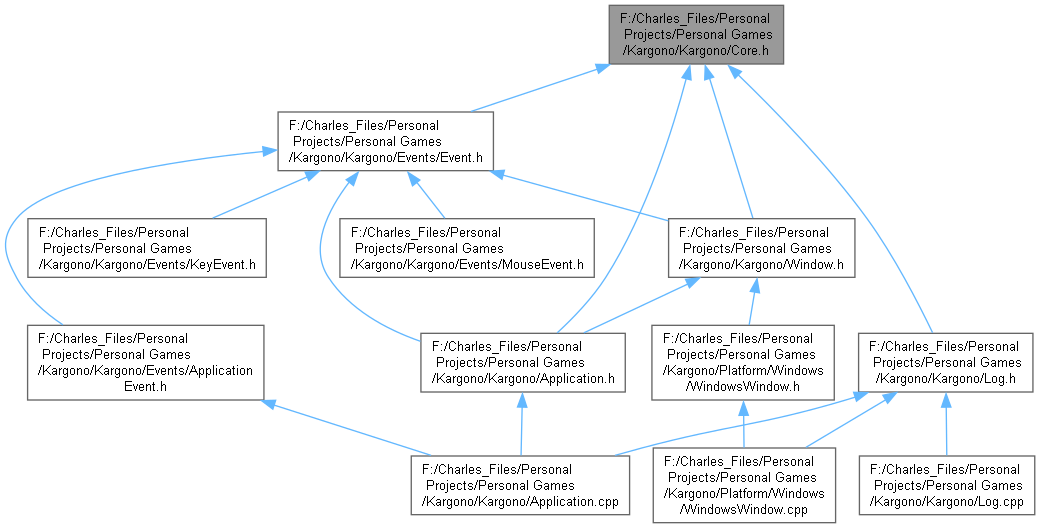 F:/Charles_Files/Personal
Projects/Personal Games
/Kargono/Kargono/Core.h
F:/Charles_Files/Personal
Projects/Personal Games
/Kargono/Kargono/Events/Event.h
F:/Charles_Files/Personal
Projects/Personal Games
/Kargono/Kargono/Events/KeyEvent.h
F:/Charles_Files/Personal
Projects/Personal Games
/Kargono/Kargono/Events/MouseEvent.h
F:/Charles_Files/Personal
Projects/Personal Games
/Kargono/Kargono/Window.h
F:/Charles_Files/Personal
Projects/Personal Games
/Kargono/Kargono/Events/Application
Event.h
F:/Charles_Files/Personal
Projects/Personal Games
/Kargono/Kargono/Application.h
F:/Charles_Files/Personal
Projects/Personal Games
/Kargono/Platform/Windows
/WindowsWindow.h
F:/Charles_Files/Personal
Projects/Personal Games
/Kargono/Kargono/Log.h
F:/Charles_Files/Personal
Projects/Personal Games
/Kargono/Kargono/Application.cpp
F:/Charles_Files/Personal
Projects/Personal Games
/Kargono/Platform/Windows
/WindowsWindow.cpp
F:/Charles_Files/Personal
Projects/Personal Games
/Kargono/Kargono/Log.cpp